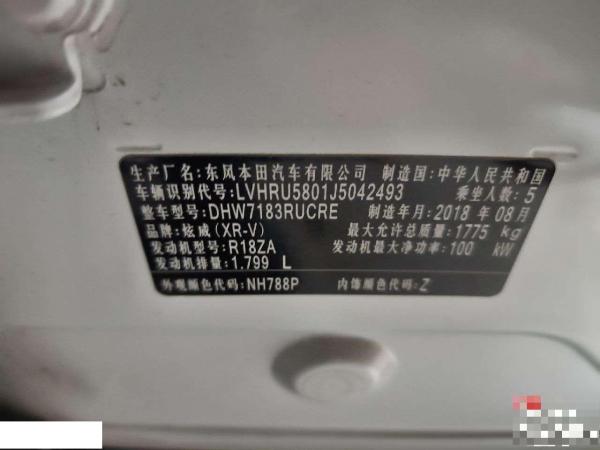 生产厂名:东风本田汽车有限公司 制造国:中华人民共和国
车辆识别代号:LVHRU5801J5042493 乘坐人数:5
整车型号:DHW7183RUCRE 制造年月:2018 年 08 月
品牌:炫威(XR-V) 最大允许总质量:1775 kg
发动机型号:R18ZA 发动机最大净功率:100 kW
发动机排量:1.799 L
外观颜色代码:NH788P 内饰颜色代码:Z